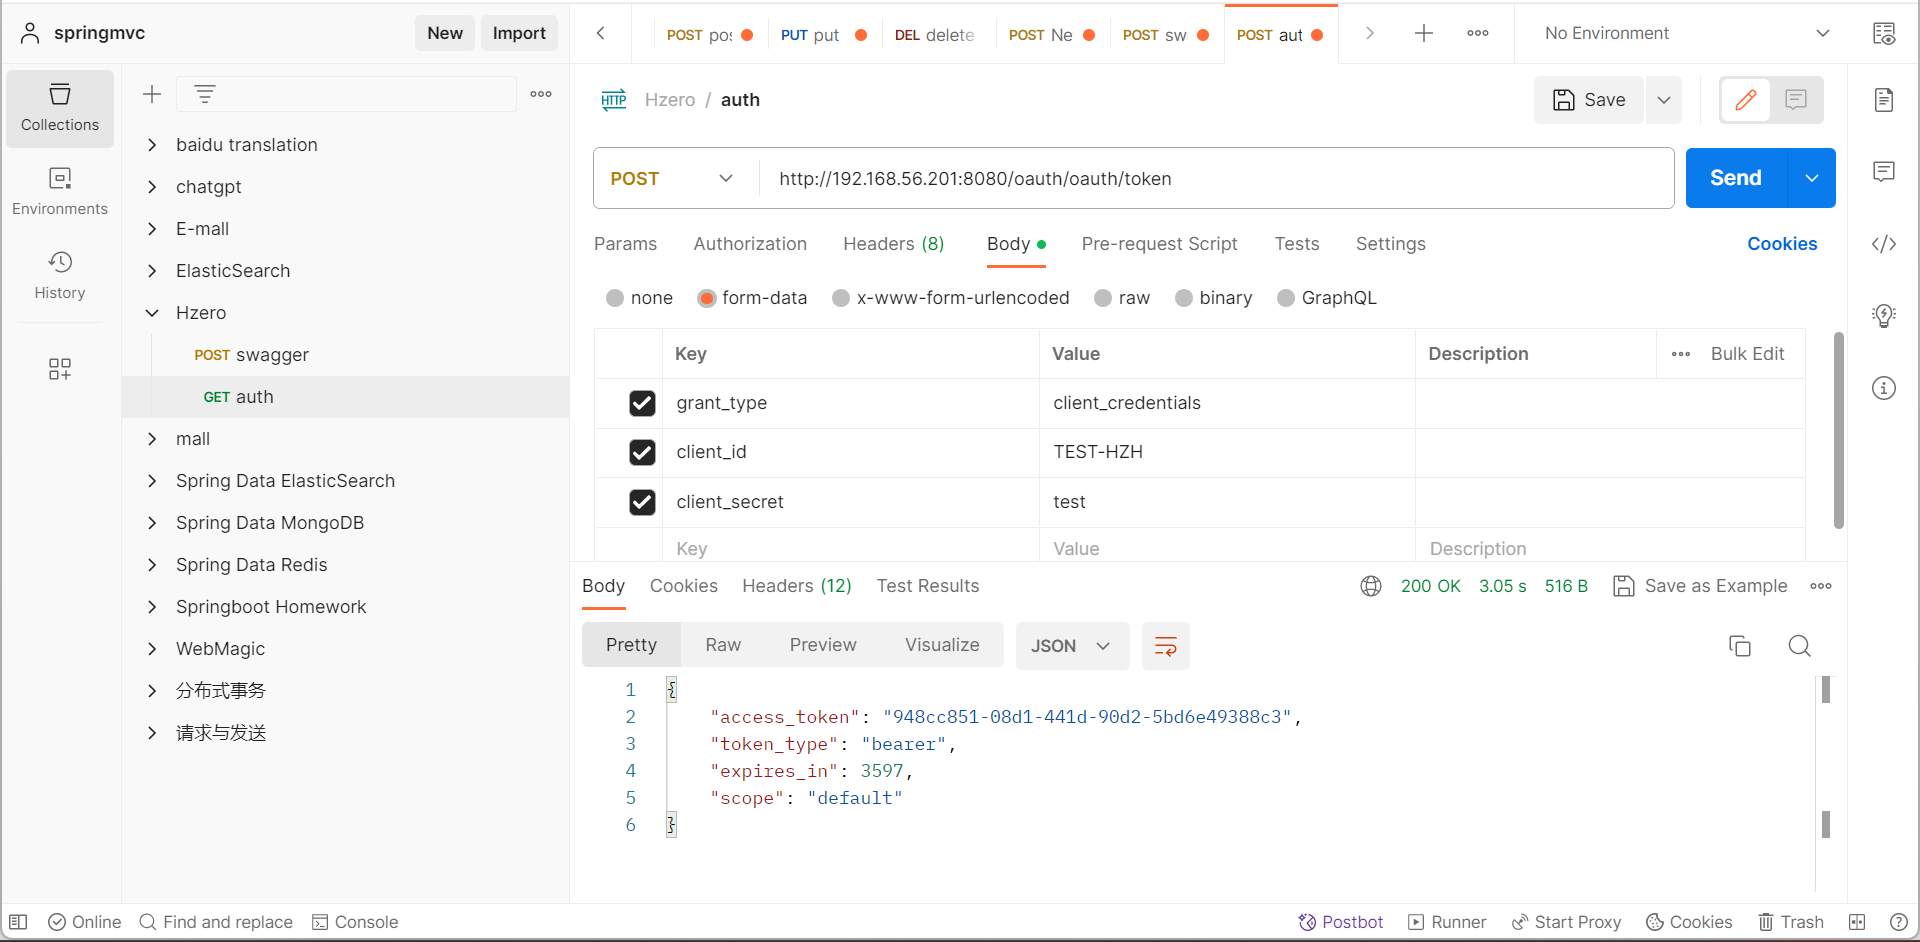 springmvc
New
Import
POST pos
PUT put
DEL delete
POST Ne
POST sw
POST aut
No Environment
Collections
Environments
History
baidu translation
chatgpt
E-mall
ElasticSearch
Hzero
POST swagger
GET auth
mall
Spring Data ElasticSearch
Spring Data MongoDB
Spring Data Redis
Springboot Homework
WebMagic
分布式事务
请求与发送
HTTP Hzero / auth
Save
POST http://192.168.56.201:8080/oauth/oauth/token
Send
Params Authorization Headers (8) Body Pre-request Script Tests Settings
Cookies
none form-data x-www-form-urlencoded raw binary GraphQL
Key Value Description Bulk Edit
grant_type client_credentials
client_id TEST-HZH
client_secret test
Key Value Description
Body Cookies Headers (12) Test Results
200 OK 3.05 s 516 B Save as Example
Pretty Raw Preview Visualize JSON
1 {
2 "access_token": "948cc851-08d1-441d-90d2-5bd6e49388c3",
3 "token_type": "bearer",
4 "expires_in": 3597,
5 "scope": "default"
6 }
Online Find and replace Console
Postbot Runner Start Proxy Cookies Trash